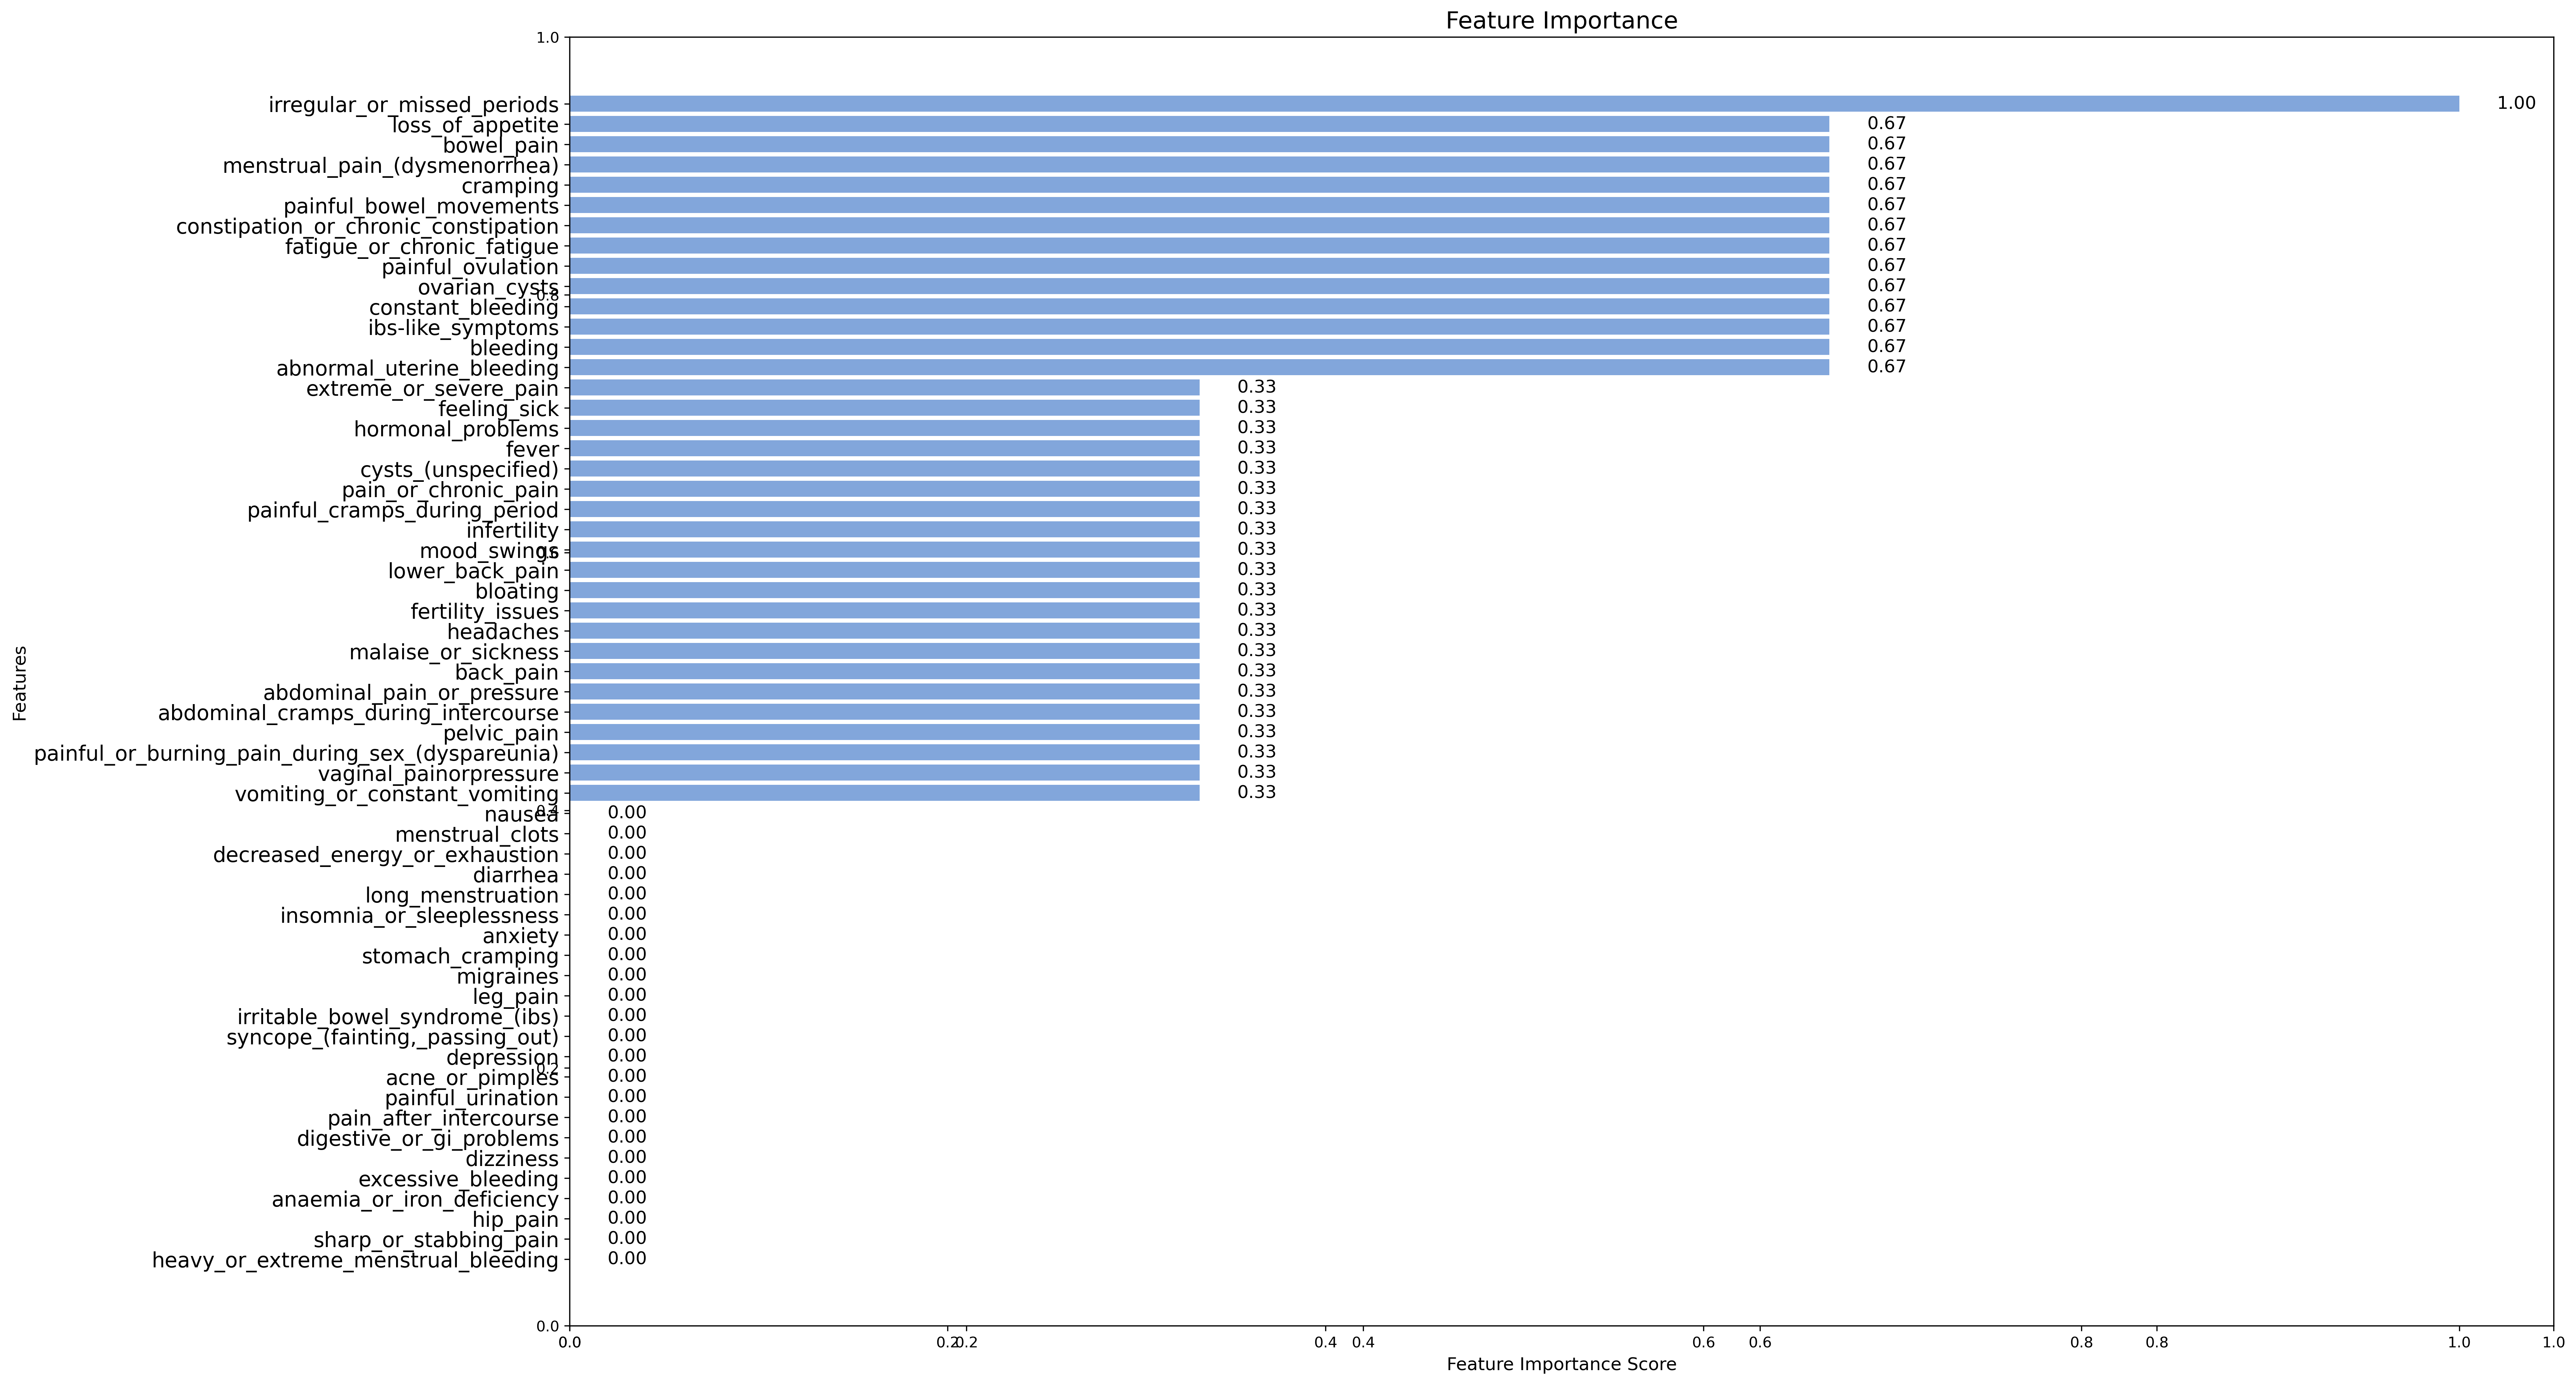 Feature Importance
1.0
irregular_or_missed_periods 1.00
loss_of_appetite 0.67
bowel_pain 0.67
menstrual_pain_(dysmenorrhea) 0.67
cramping 0.67
painful_bowel_movements 0.67
constipation_or_chronic_constipation 0.67
fatigue_or_chronic_fatigue 0.67
painful_ovulation 0.67
ovarian_cysts 0.67
0.8
constant_bleeding 0.67
ibs-like_symptoms 0.67
bleeding 0.67
abnormal_uterine_bleeding 0.67
extreme_or_severe_pain 0.33
feeling_sick 0.33
hormonal_problems 0.33
fever 0.33
cysts_(unspecified) 0.33
pain_or_chronic_pain 0.33
painful_cramps_during_period 0.33
infertility 0.33
mood_swings 0.33
0.6
lower_back_pain 0.33
bloating 0.33
fertility_issues 0.33
headaches 0.33
malaise_or_sickness 0.33
back_pain 0.33
abdominal_pain_or_pressure 0.33
abdominal_cramps_during_intercourse 0.33
pelvic_pain 0.33
painful_or_burning_pain_during_sex_(dyspareunia) 0.33
vaginal_painorpressure 0.33
vomiting_or_constant_vomiting 0.33
0.4
nausea 0.00
menstrual_clots 0.00
decreased_energy_or_exhaustion 0.00
diarrhea 0.00
long_menstruation 0.00
insomnia_or_sleeplessness 0.00
anxiety 0.00
stomach_cramping 0.00
migraines 0.00
leg_pain 0.00
irritable_bowel_syndrome_(ibs) 0.00
syncope_(fainting,_passing_out) 0.00
depression 0.00
0.2
acne_or_pimples 0.00
painful_urination 0.00
pain_after_intercourse 0.00
digestive_or_gi_problems 0.00
dizziness 0.00
excessive_bleeding 0.00
anaemia_or_iron_deficiency 0.00
hip_pain 0.00
sharp_or_stabbing_pain 0.00
heavy_or_extreme_menstrual_bleeding 0.00
0.0
Features
0.0 0.2 0.2 0.4 0.4 0.6 0.6 0.8 0.8 1.0 1.0
Feature Importance Score